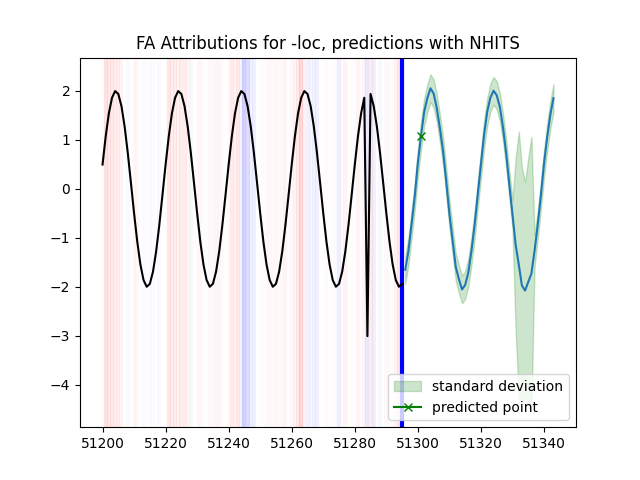 FA Attributions for -loc, predictions with NHITS
2
1
0
−1
−2
−3
−4
standard deviation
predicted point
51200 51220 51240 51260 51280 51300 51320 51340